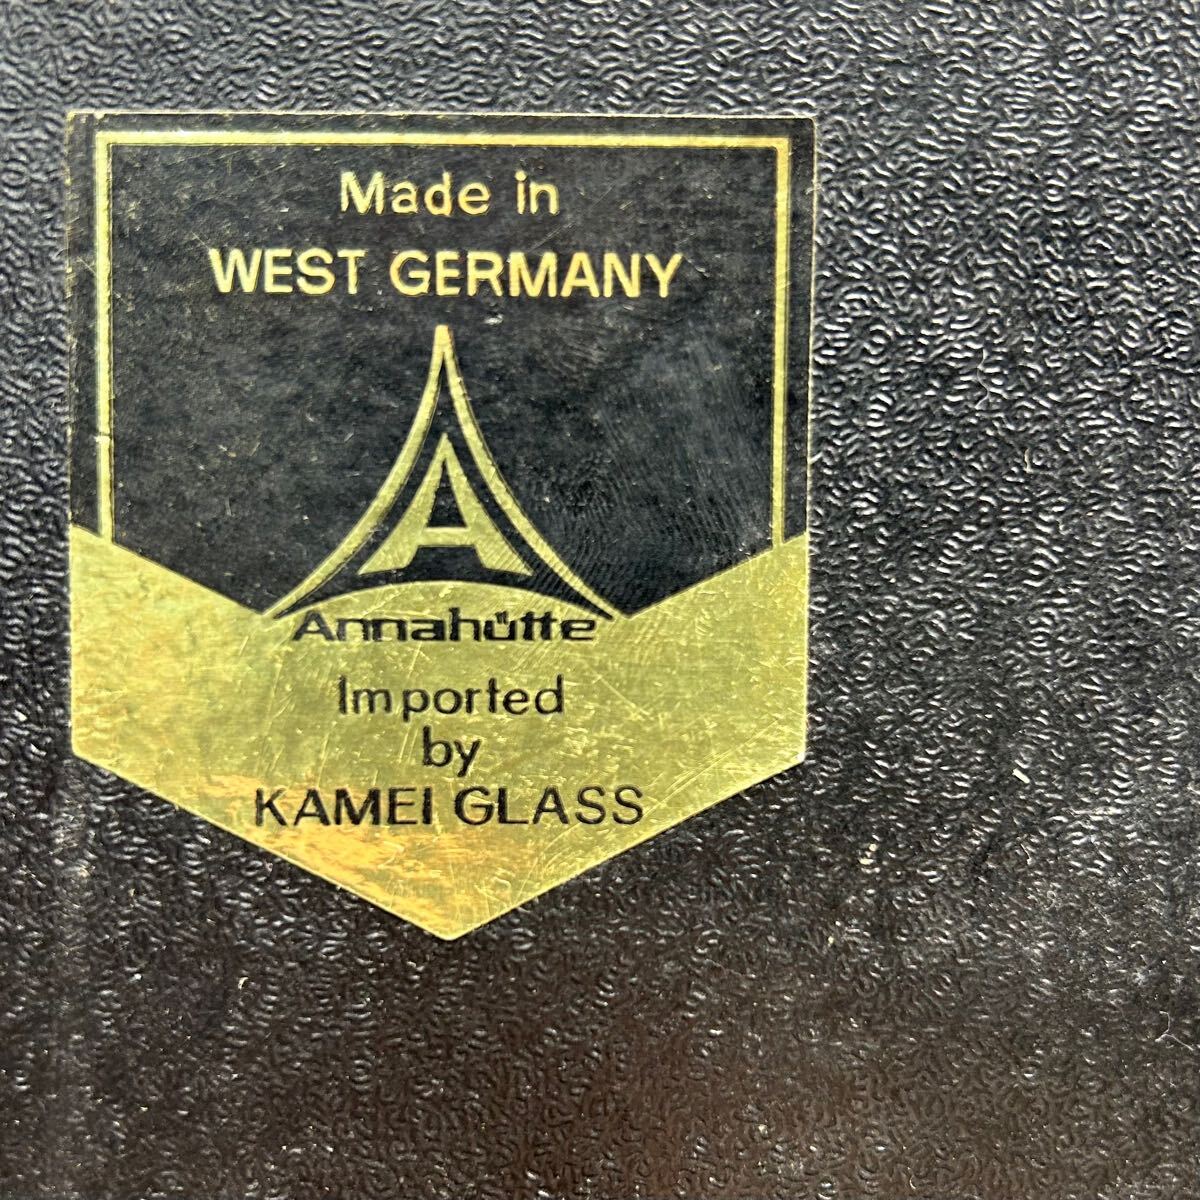 Made in
WEST GERMANY
A
Annahütte
Imported
by
KAMEI GLASS